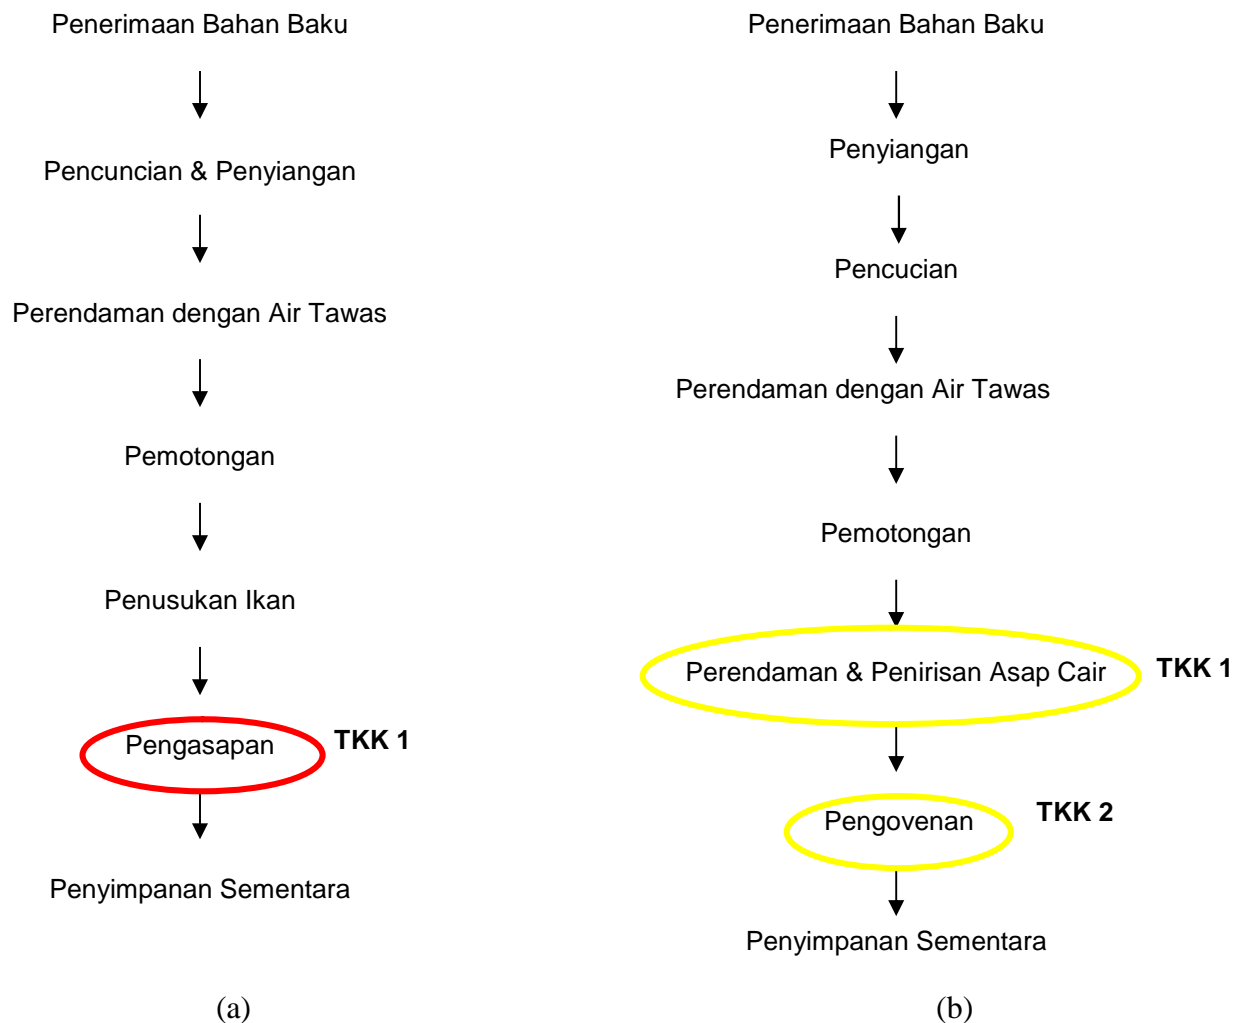 Penerimaan Bahan Baku
Pencuncian & Penyiangan
Perendaman dengan Air Tawas
Pemotongan
Penusukan Ikan
Pengasapan
TKK 1
Penyimpanan Sementara
(a)
Penerimaan Bahan Baku
Penyiangan
Pencucian
Perendaman dengan Air Tawas
Pemotongan
Perendaman & Penirisan Asap Cair
TKK 1
Pengovenan
TKK 2
Penyimpanan Sementara
(b)